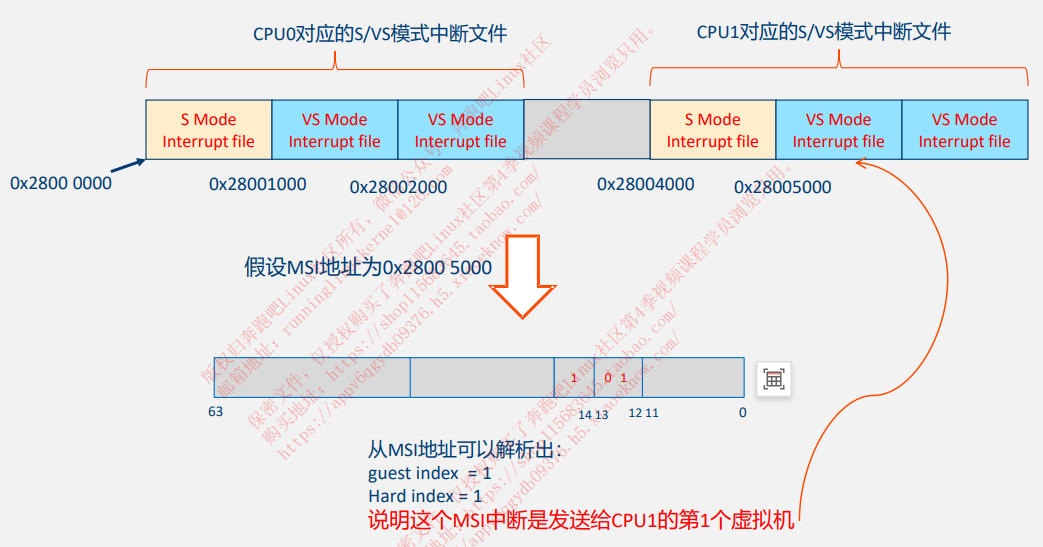 CPU0对应的S/VS模式中断文件
CPU1对应的S/VS模式中断文件
S Mode
Interrupt file
VS Mode
Interrupt file
VS Mode
Interrupt file
S Mode
Interrupt file
VS Mode
Interrupt file
VS Mode
Interrupt file
0x2800 0000
0x28001000
0x28002000
0x28004000
0x28005000
假设MSI地址为0x2800 5000
1
0 1
63
14 13
12 11
0
从MSI地址可以解析出:
guest index = 1
Hard index = 1
说明这个MSI中断是发送给CPU1的第1个虚拟机